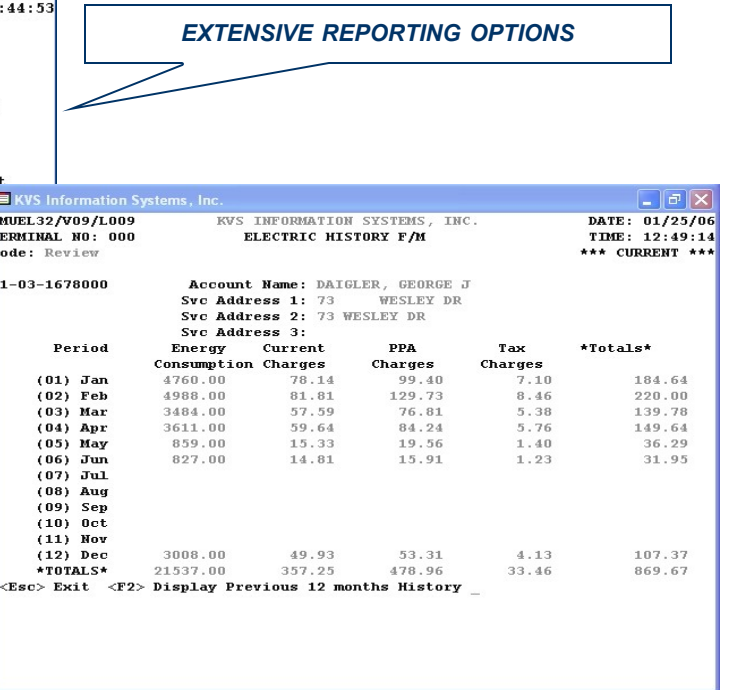 :44:53
EXTENSIVE REPORTING OPTIONS
KVS Information Systems, Inc.
MUEL32/V09/L009 KVS INFORMATION SYSTEMS, INC. DATE: 01/25/06
ERMINAL NO: 000 ELECTRIC HISTORY F/M TIME: 12:49:14
ode: Review *** CURRENT ***
1-03-1678000 Account Name: DAIGLER, GEORGE J
Svc Address 1: 73 WESLEY DR
Svc Address 2: 73 WESLEY DR
Svc Address 3:
Period Energy Current PPA Tax *Totals*
Consumption Charges Charges Charges
(01) Jan 4760.00 78.14 99.40 7.10 184.64
(02) Feb 4988.00 81.81 129.73 8.46 220.00
(03) Mar 3484.00 57.59 76.81 5.38 139.78
(04) Apr 3611.00 59.64 84.24 5.76 149.64
(05) May 859.00 15.33 19.56 1.40 36.29
(06) Jun 827.00 14.81 15.91 1.23 31.95
(07) Jul
(08) Aug
(09) Sep
(10) Oct
(11) Nov
(12) Dec 3008.00 49.93 53.31 4.13 107.37
*TOTALS* 21537.00 357.25 478.96 33.46 869.67
<Esc> Exit <F2> Display Previous 12 months History _